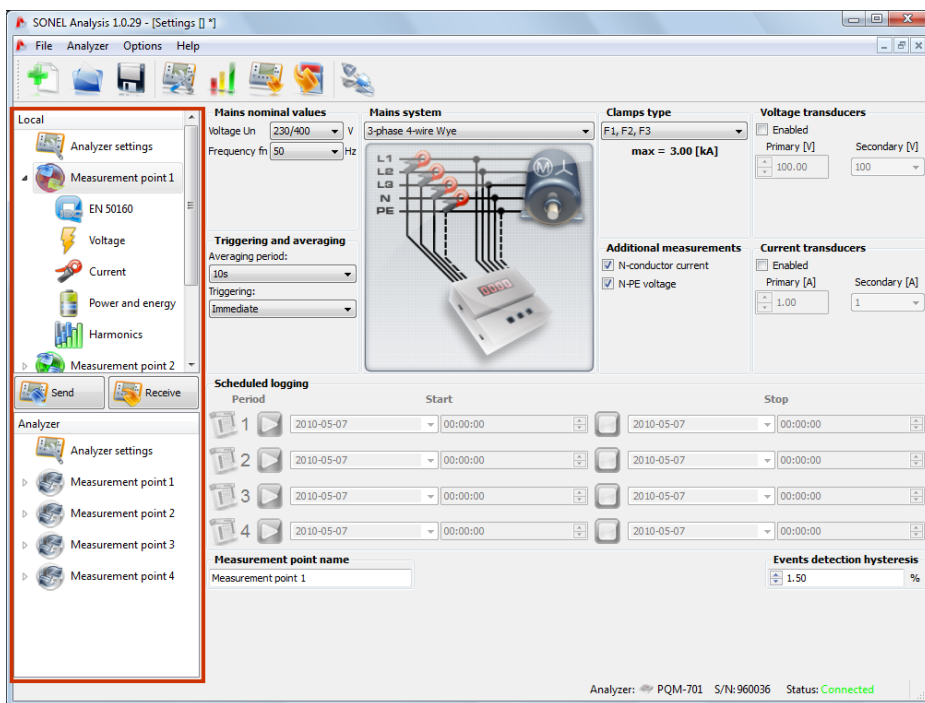 SONEL Analysis 1.0.29 - [Settings [] *]
File Analyzer Options Help
Local
Analyzer settings
Measurement point 1
EN 50160
Voltage
Current
Power and energy
Harmonics
Measurement point 2
Send Receive
Analyzer
Analyzer settings
Measurement point 1
Measurement point 2
Measurement point 3
Measurement point 4
Mains nominal values
Voltage Un 230/400 V
Frequency fn 50 Hz
Triggering and averaging
Averaging period:
10s
Triggering:
Immediate
Mains system
3-phase 4-wire Wye
L1
L2
L3
N
PE
M
Clamps type
F1, F2, F3
max = 3.00 [kA]
Additional measurements
N-conductor current
N-PE voltage
Voltage transducers
Enabled
Primary [V] Secondary [V]
100.00 100
Current transducers
Enabled
Primary [A] Secondary [A]
1.00 1
Scheduled logging
Period Start Stop
1 2010-05-07 00:00:00 2010-05-07 00:00:00
2 2010-05-07 00:00:00 2010-05-07 00:00:00
3 2010-05-07 00:00:00 2010-05-07 00:00:00
4 2010-05-07 00:00:00 2010-05-07 00:00:00
Measurement point name
Measurement point 1
Events detection hysteresis
1.50 %
Analyzer: PQM-701 S/N: 960036 Status: Connected